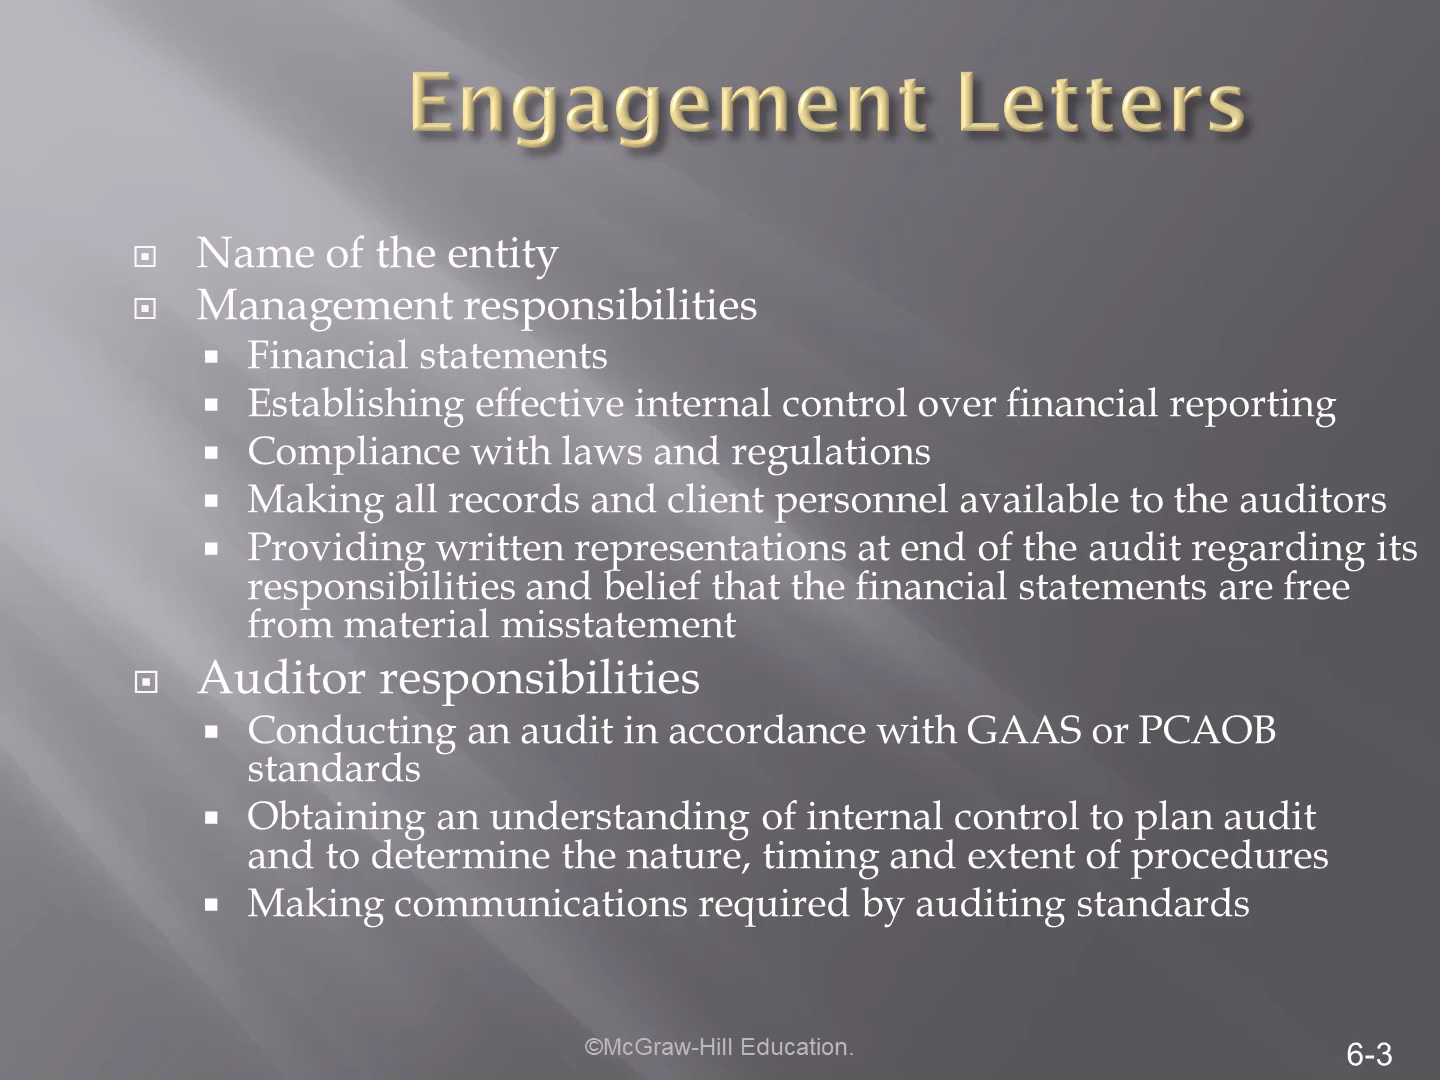 Engagement Letters
Name of the entity
Management responsibilities
Financial statements
Establishing effective internal control over financial reporting
Compliance with laws and regulations
Making all records and client personnel available to the auditors
Providing written representations at end of the audit regarding its
responsibilities and belief that the financial statements are free
from material misstatement
Auditor responsibilities
Conducting an audit in accordance with GAAS or PCAOB
standards
Obtaining an understanding of internal control to plan audit
and to determine the nature, timing and extent of procedures
Making communications required by auditing standards
©McGraw-Hill Education.
6-3